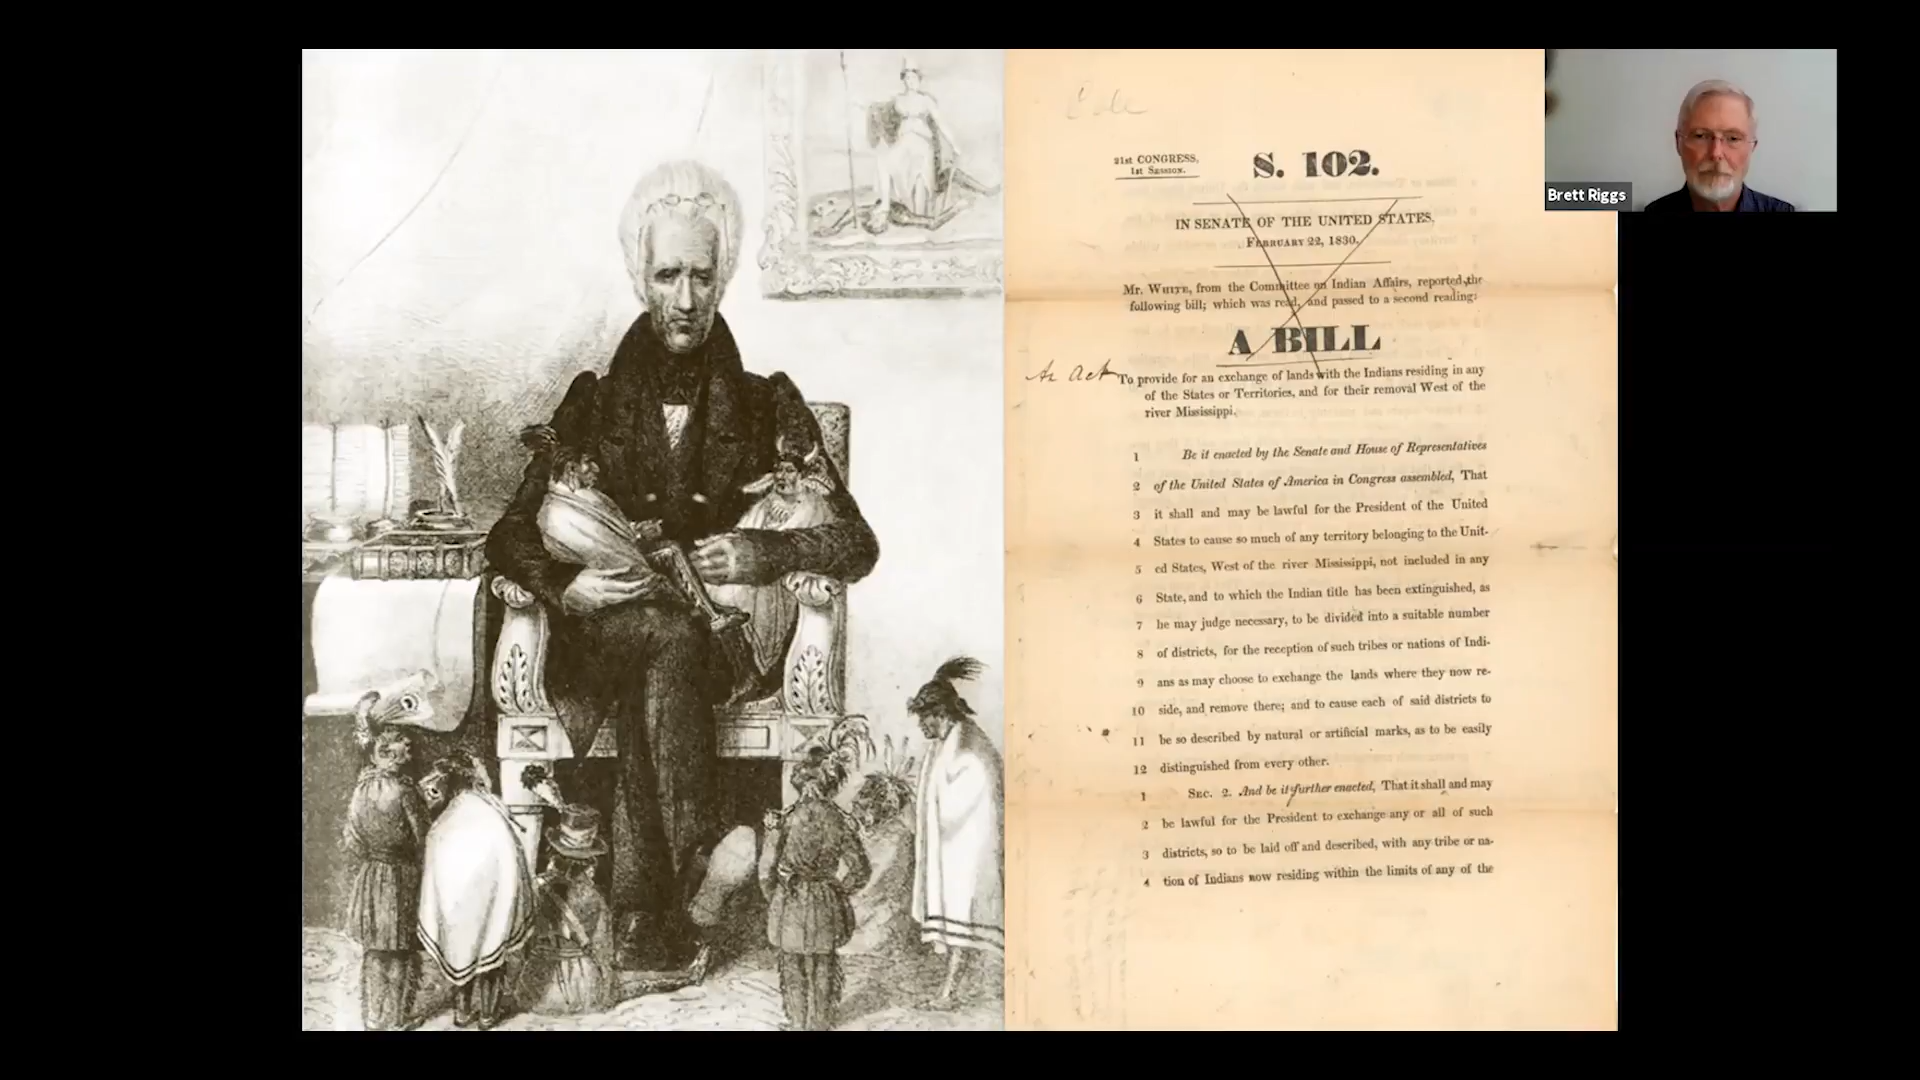 Cole
21st CONGRESS,
1st SESSION.
S. 102.
IN SENATE OF THE UNITED STATES,
FEBRUARY 22, 1830.
Mr. WHITE, from the Committee on Indian Affairs, reported the
following bill; which was read, and passed to a second reading:
A BILL
An Act
To provide for an exchange of lands with the Indians residing in any
of the States or Territories, and for their removal West of the
river Mississippi.
1 Be it enacted by the Senate and House of Representatives
2 of the United States of America in Congress assembled, That
3 it shall and may be lawful for the President of the United
4 States to cause so much of any territory belonging to the Unit-
5 ed States, West of the river Mississippi, not included in any
6 State, and to which the Indian title has been extinguished, as
7 he may judge necessary, to be divided into a suitable number
8 of districts, for the reception of such tribes or nations of Indi-
9 ans as may choose to exchange the lands where they now re-
10 side, and remove there; and to cause each of said districts to
11 be so described by natural or artificial marks, as to be easily
12 distinguished from every other.
1 SEC. 2. And be it further enacted, That it shall and may
2 be lawful for the President to exchange any or all of such
3 districts, so to be laid off and described, with any tribe or na-
4 tion of Indians now residing within the limits of any of the
Brett Riggs